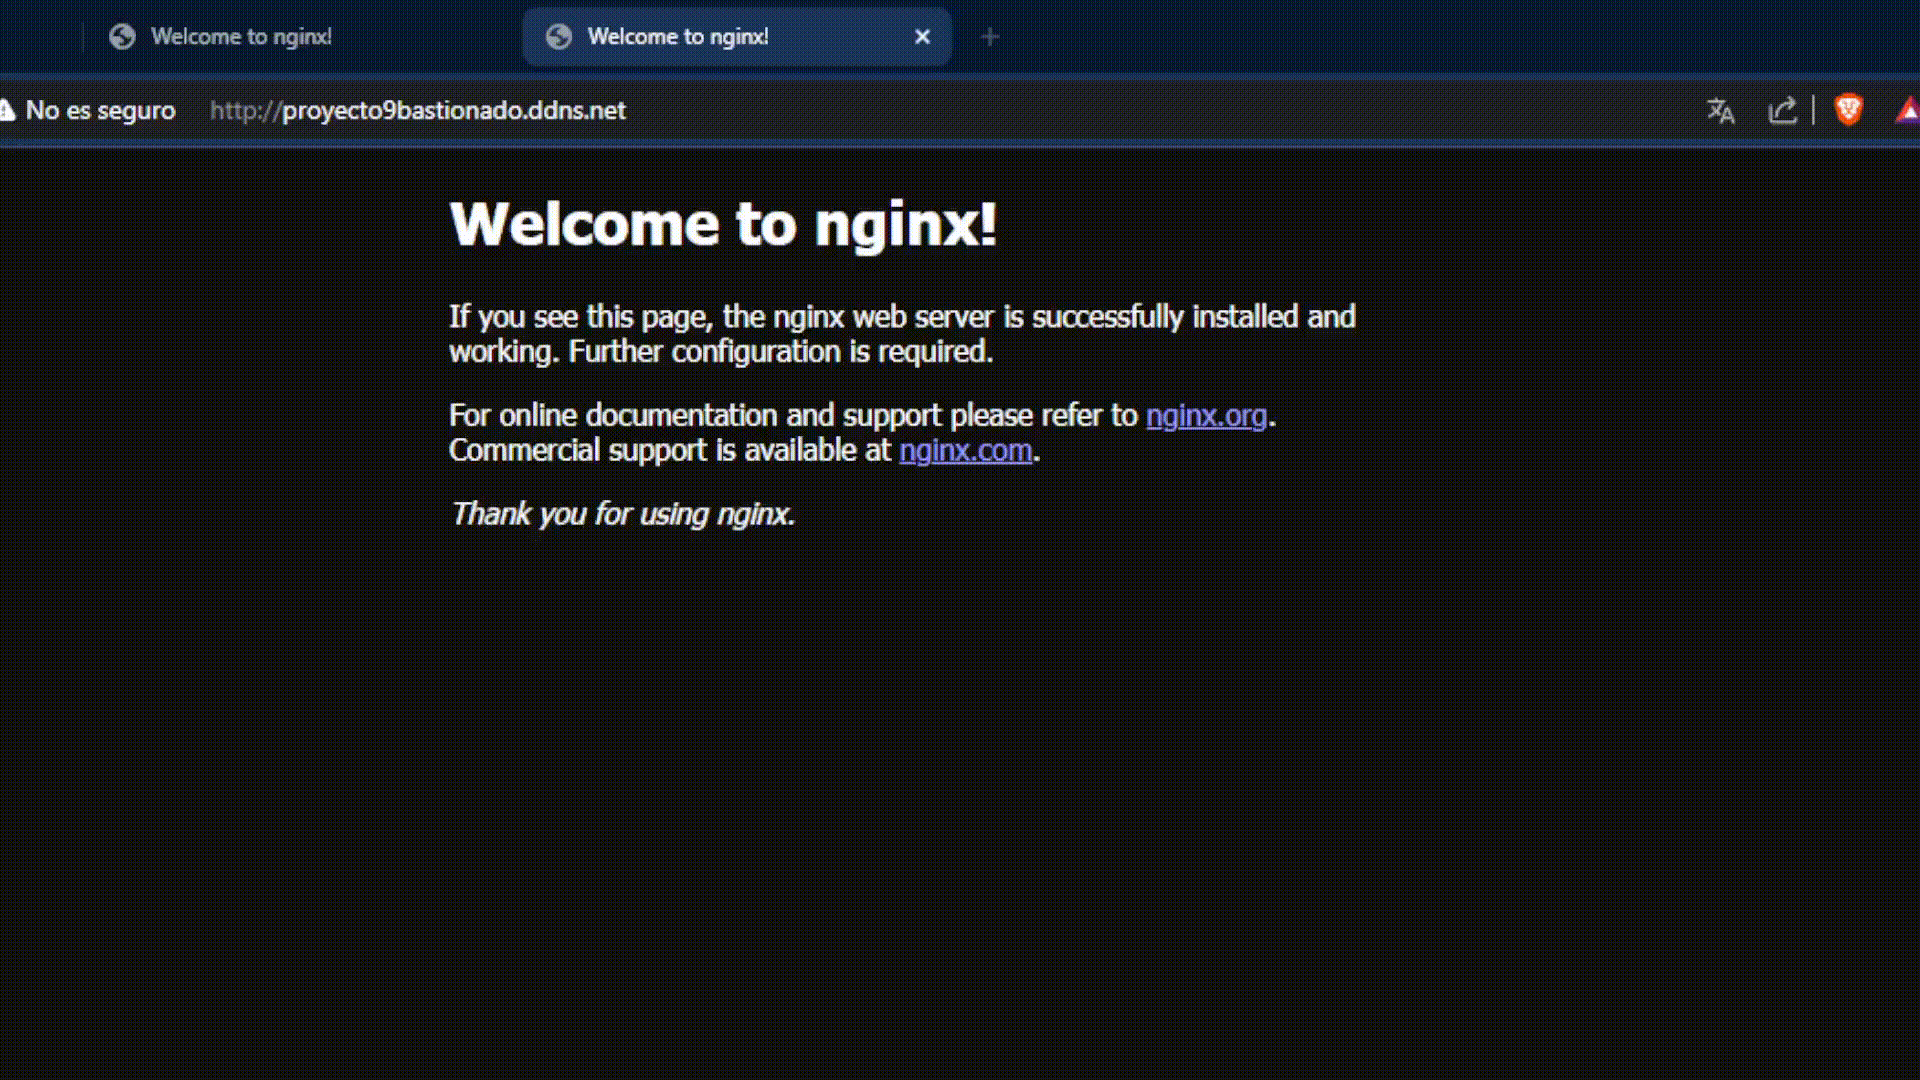 Welcome to nginx!
Welcome to nginx!
No es seguro http://proyecto9bastionado.ddns.net
Welcome to nginx!
If you see this page, the nginx web server is successfully installed and
working. Further configuration is required.
For online documentation and support please refer to nginx.org.
Commercial support is available at nginx.com.
Thank you for using nginx.